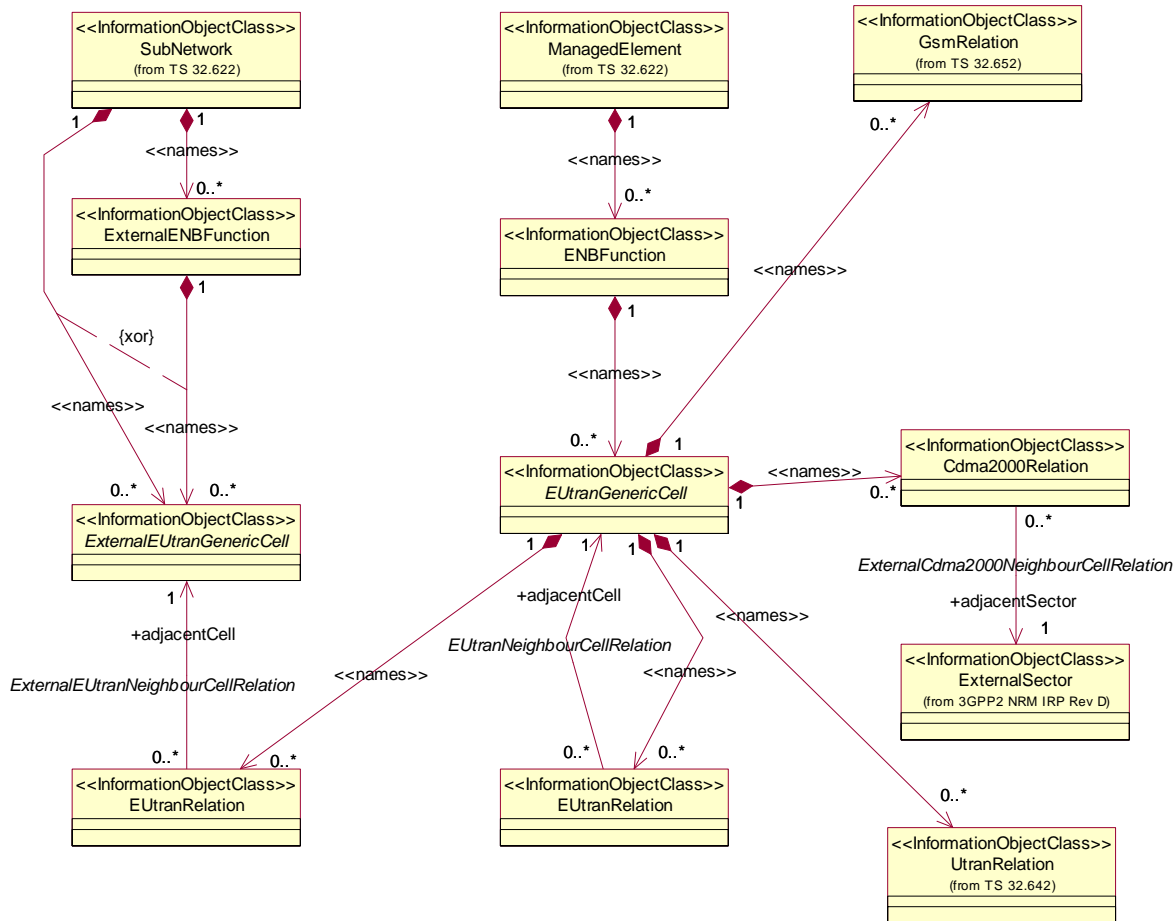 <<InformationObjectClass>>
SubNetwork
(from TS 32.622)
<<InformationObjectClass>>
ManagedElement
(from TS 32.622)
<<InformationObjectClass>>
GsmRelation
(from TS 32.652)
1
1
<<names>>
0..*
1
<<names>>
0..*
0..*
<<InformationObjectClass>>
ExternalENBFunction
1
<<InformationObjectClass>>
ENBFunction
1
<<names>>
{xor}
<<names>>
<<names>>
<<names>>
0..*
0..*
0..*
1
<<InformationObjectClass>>
ExternalEUtranGenericCell
<<InformationObjectClass>>
EUtranGenericCell
1
<<names>>
0..*
<<InformationObjectClass>>
Cdma2000Relation
0..*
ExternalCdma2000NeighbourCellRelation
+adjacentSector
1
<<InformationObjectClass>>
ExternalSector
(from 3GPP2 NRM IRP Rev D)
1
+adjacentCell
ExternalEUtranNeighbourCellRelation
0..*
1
1
1
1
+adjacentCell
EUtranNeighbourCellRelation
<<names>>
<<names>>
<<names>>
0..*
0..*
0..*
0..*
<<InformationObjectClass>>
EUtranRelation
<<InformationObjectClass>>
EUtranRelation
<<InformationObjectClass>>
UtranRelation
(from TS 32.642)